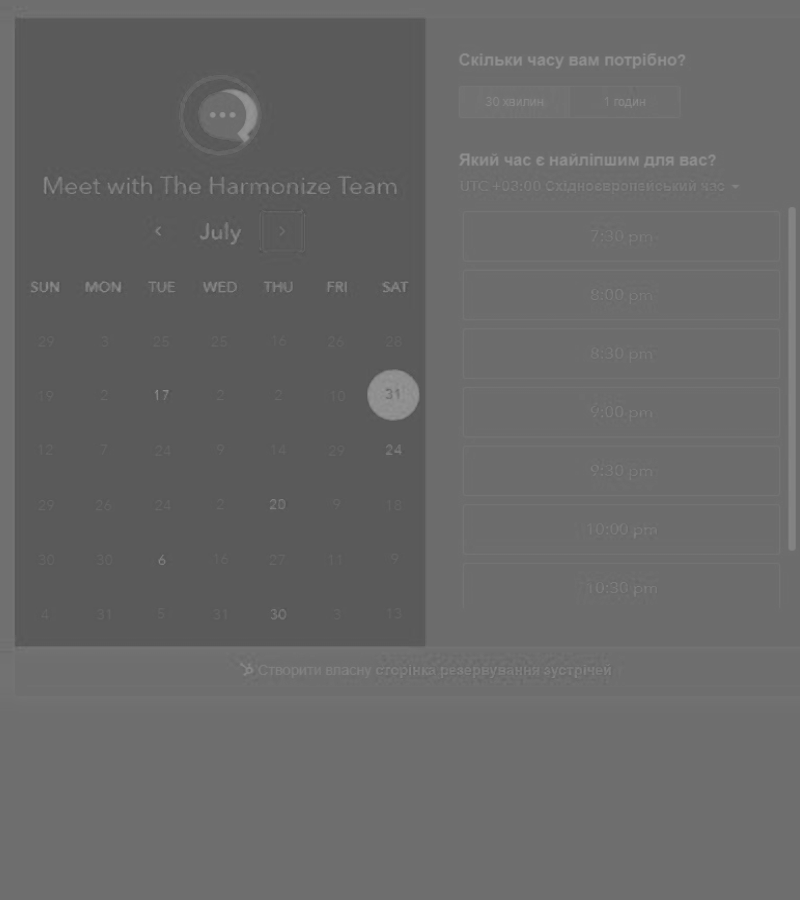 Meet with The Harmonize Team
July
SUN MON TUE WED THU FRI SAT
29 3 25 25 16 26 28
19 2 17 2 2 10 31
12 7 24 9 14 29 24
29 26 24 2 20 9 18
30 30 6 16 27 11 9
4 31 5 31 30 3 13
Скільки часу вам потрібно?
30 хвилин 1 годин
Який час є найліпшим для вас?
UTC +03:00 Східноєвропейський час
7:30 pm
8:00 pm
8:30 pm
9:00 pm
9:30 pm
10:00 pm
10:30 pm
Створити власну сторінка резервування зустрічей